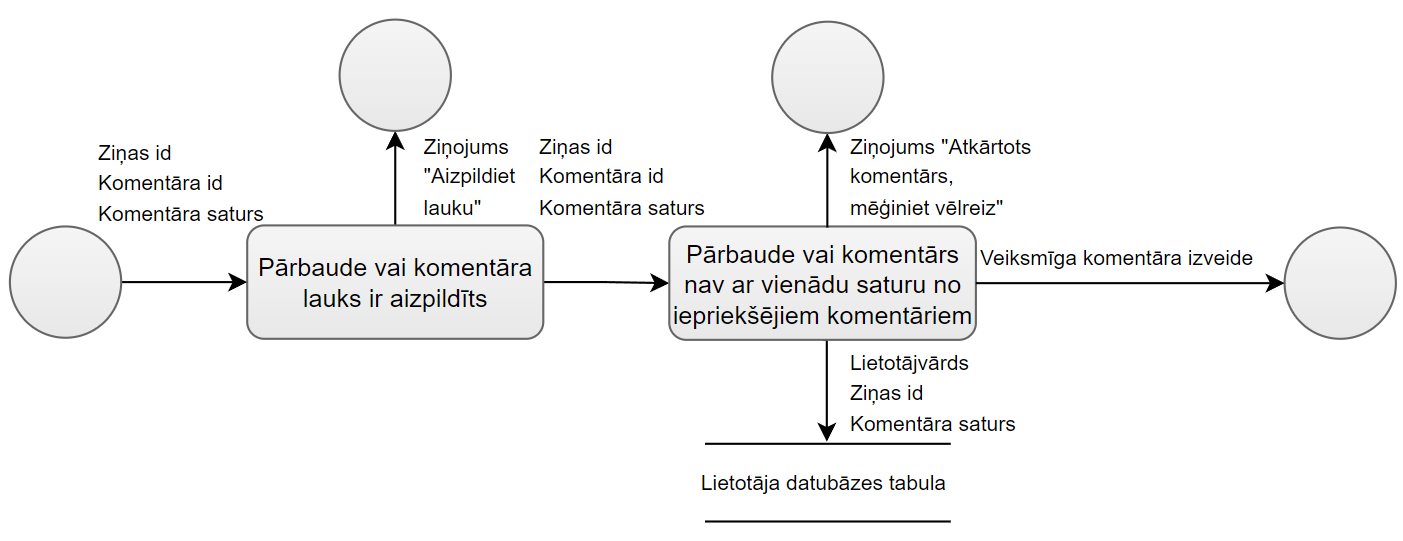 Ziņas id
Komentāra id
Komentāra saturs
Pārbaude vai komentāra
lauks ir aizpildīts
Ziņojums
"Aizpildiet
lauku"
Ziņas id
Komentāra id
Komentāra saturs
Pārbaude vai komentārs
nav ar vienādu saturu no
iepriekšējiem komentāriem
Ziņojums "Atkārtots
komentārs,
mēģiniet vēlreiz"
Veiksmīga komentāra izveide
Lietotājvārds
Ziņas id
Komentāra saturs
Lietotāja datubāzes tabula